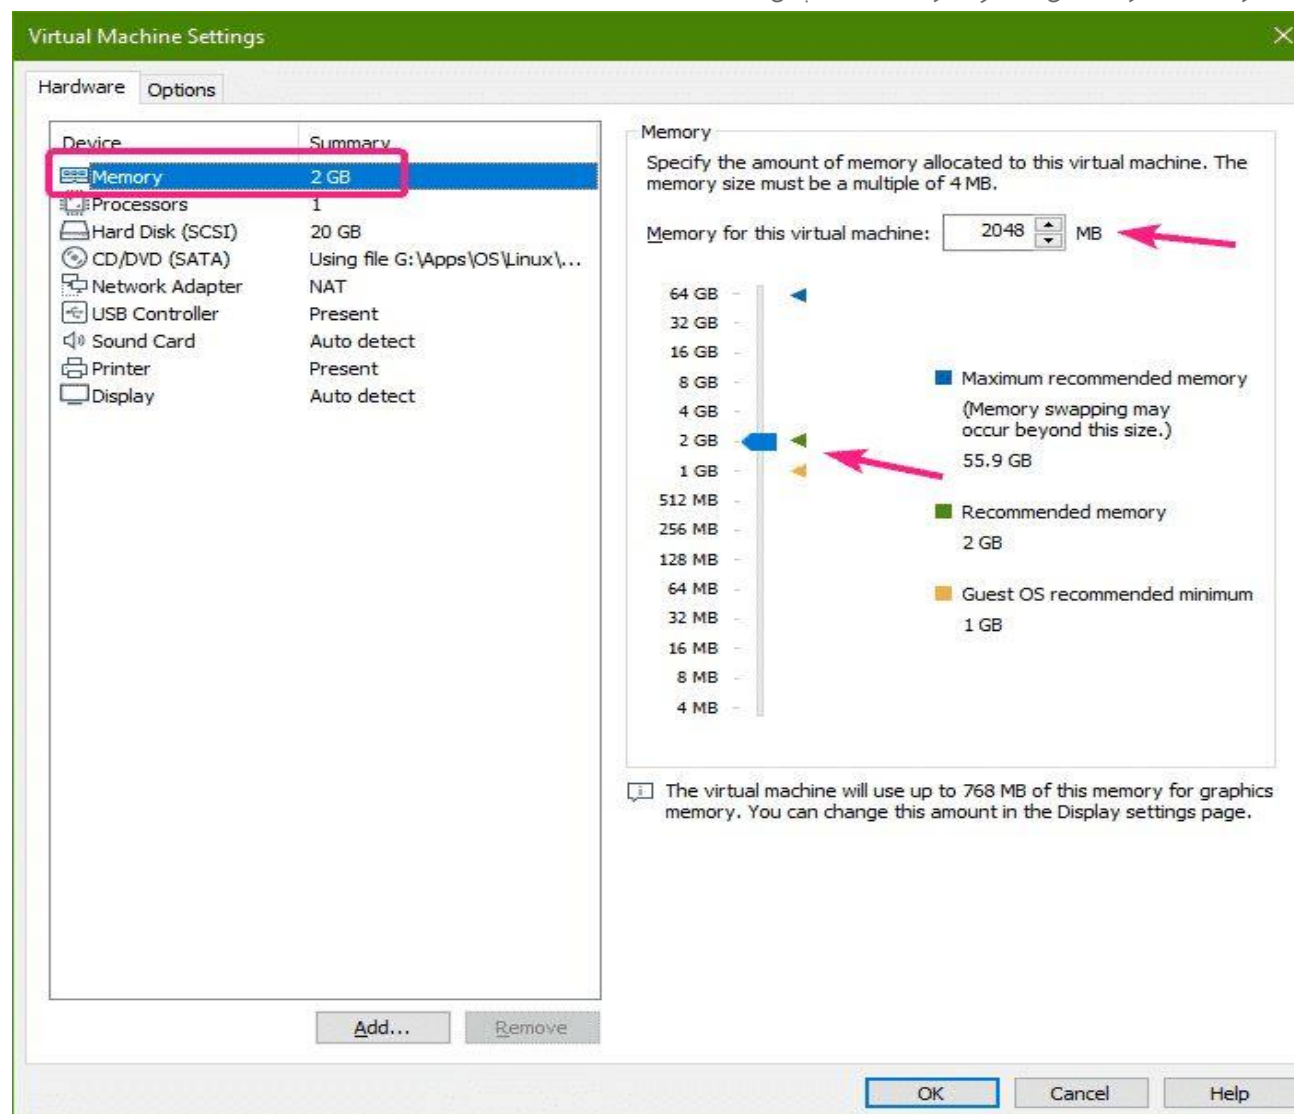 Virtual Machine Settings
Hardware Options
Device Summary
Memory 2 GB
Processors 1
Hard Disk (SCSI) 20 GB
CD/DVD (SATA) Using file G:\Apps\OS\Linux\...
Network Adapter NAT
USB Controller Present
Sound Card Auto detect
Printer Present
Display Auto detect
Add... Remove
Memory
Specify the amount of memory allocated to this virtual machine. The
memory size must be a multiple of 4 MB.
Memory for this virtual machine: 2048 MB
64 GB
32 GB
16 GB
8 GB
4 GB
2 GB
1 GB
512 MB
256 MB
128 MB
64 MB
32 MB
16 MB
8 MB
4 MB
Maximum recommended memory
(Memory swapping may
occur beyond this size.)
55.9 GB
Recommended memory
2 GB
Guest OS recommended minimum
1 GB
The virtual machine will use up to 768 MB of this memory for graphics
memory. You can change this amount in the Display settings page.
OK Cancel Help